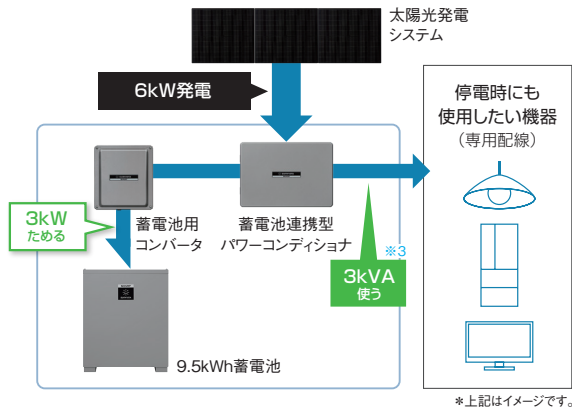 太陽光発電
システム
6kW発電
停電時にも
使用したい機器
（専用配線）
3kW
ためる
蓄電池用
コンバータ
蓄電池連携型
パワーコンディショナ
※3
3kVA
使う
9.5kWh蓄電池
＊上記はイメージです。